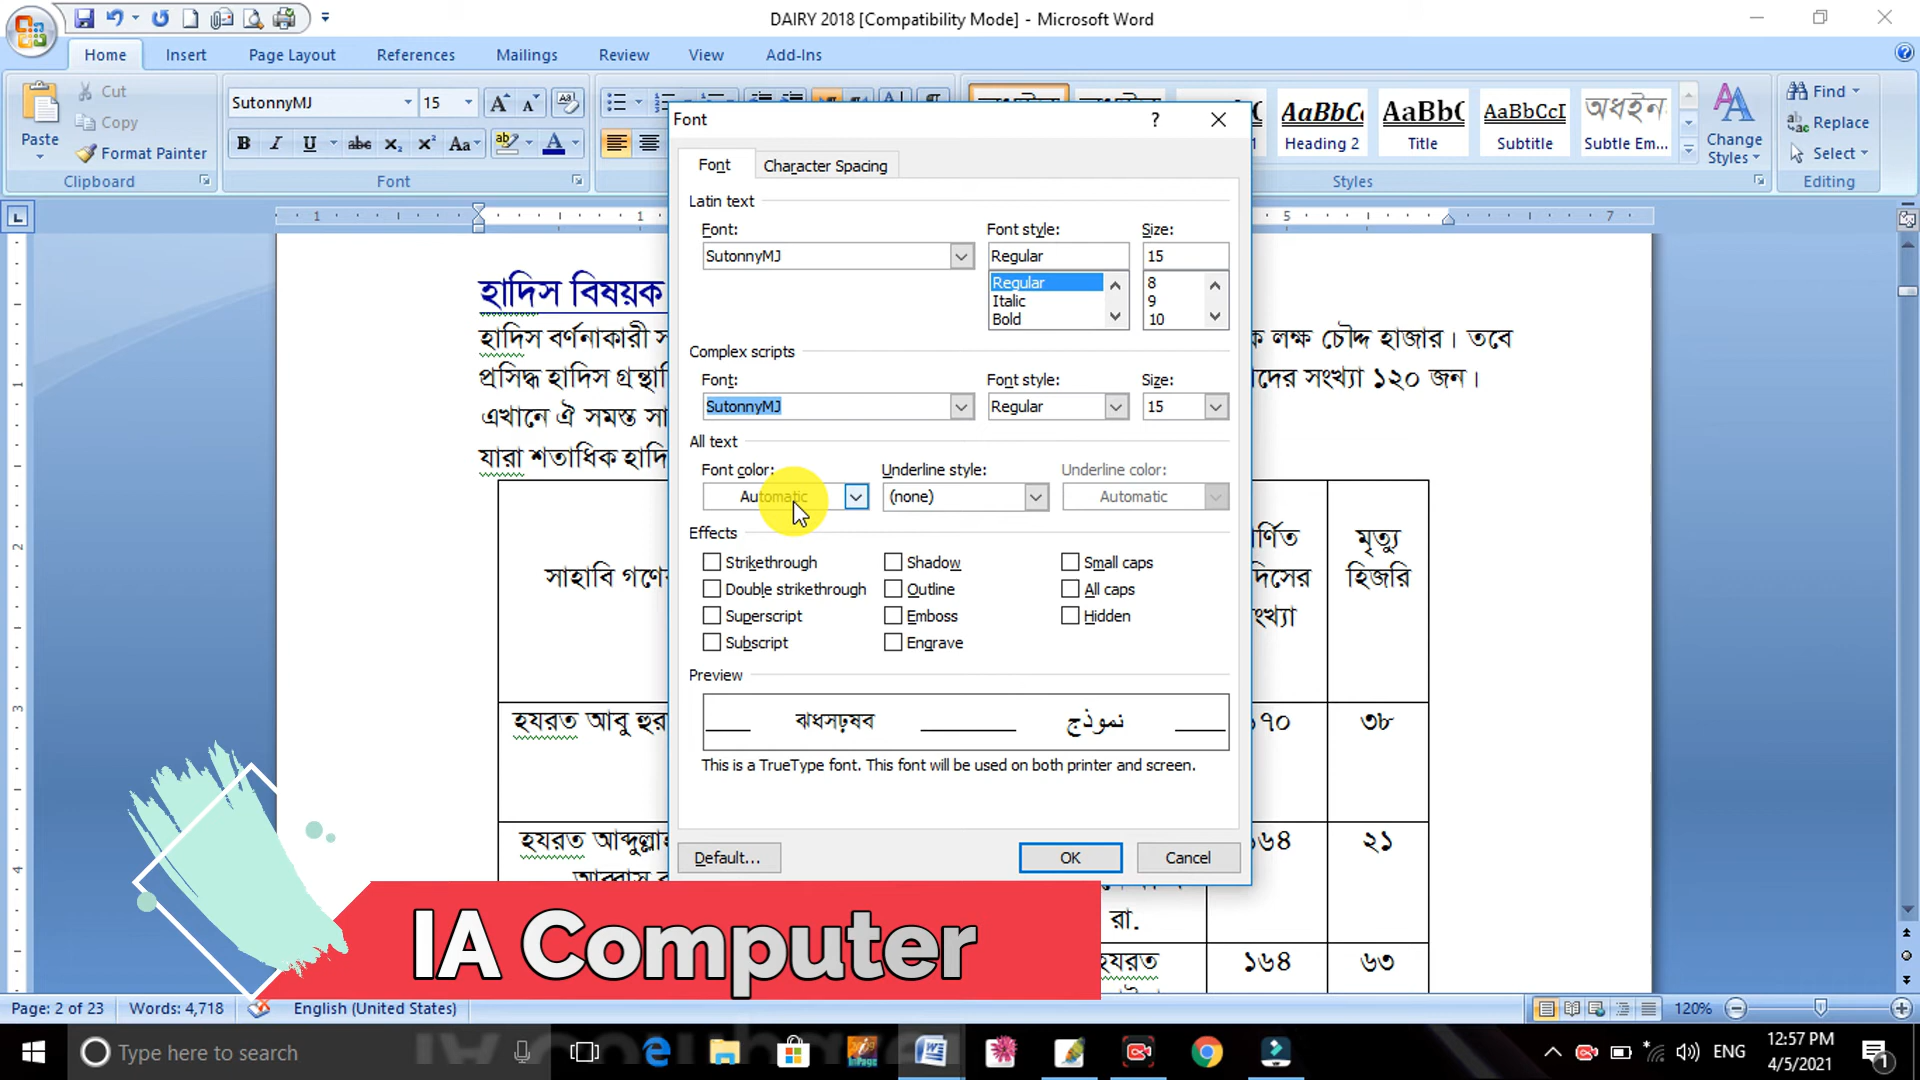 DAIRY 2018 [Compatibility Mode] - Microsoft Word
Home Insert Page Layout References Mailings Review View Add-Ins
Paste
Cut
Copy
Format Painter
Clipboard
SutonnyMJ 15
Font
AaBbC Heading 2
AaBb( Title
AaBbCcI Subtitle
Subtle Em...
Change Styles
Styles
Find
Replace
Select
Editing
Font
Font Character Spacing
Latin text
Font: Font style: Size:
SutonnyMJ Regular 15
Regular 8
Italic 9
Bold 10
Complex scripts
Font: Font style: Size:
SutonnyMJ Regular 15
All text
Font color: Underline style: Underline color:
Automatic (none) Automatic
Effects
Strikethrough Shadow Small caps
Double strikethrough Outline All caps
Superscript Emboss Hidden
Subscript Engrave
Preview
ঝধসঢ়ষব نموذج
This is a TrueType font. This font will be used on both printer and screen.
Default... OK Cancel
হাদিস বিষয়ক
হাদিস বর্ণনাকারী স ক লক্ষ চৌদ্দ হাজার। তবে
প্রসিদ্ধ হাদিস গ্রন্থাদি দের সংখ্যা ১২০ জন।
এখানে ঐ সমস্ত সা
যারা শতাধিক হাদি
সাহাবি গণের র্ণিত দিসের ংখ্যা মৃত্যু হিজরি
হযরত আবু হুরা ১৭০ ৩৮
হযরত আব্দুল্লাহ ১৬৪ ২১
রা.
হযরত ১৬৪ ৬৩
IA Computer
Page: 2 of 23 Words: 4,718 English (United States) 120%
Type here to search
ENG
12:57 PM
4/5/2021
1